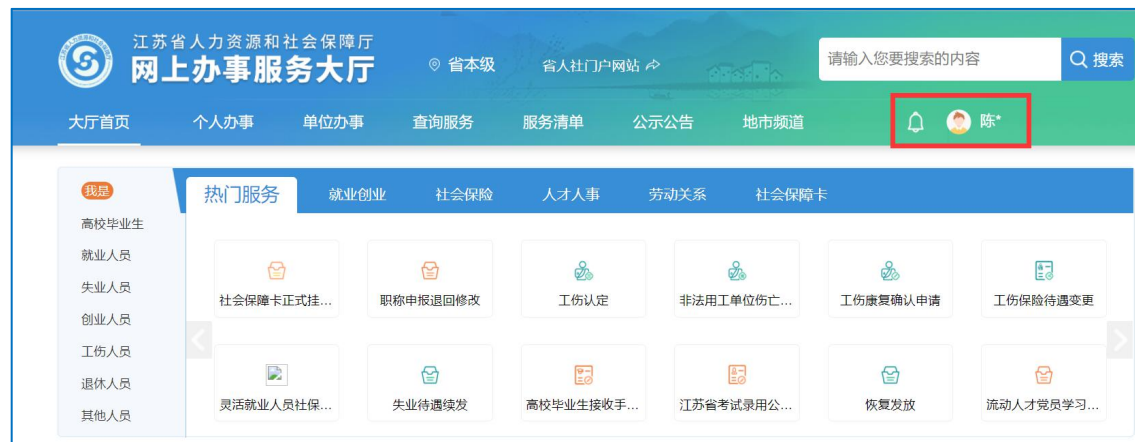 江苏省人力资源和社会保障厅
网上办事服务大厅
省本级
省人社门户网站
请输入您要搜索的内容
搜索
大厅首页 个人办事 单位办事 查询服务 服务清单 公示公告 地市频道
陈*
我是
高校毕业生
就业人员
失业人员
创业人员
工伤人员
退休人员
其他人员
热门服务 就业创业 社会保险 人才人事 劳动关系 社会保障卡
社会保障卡正式挂... 职称申报退回修改 工伤认定 非法用工单位伤亡... 工伤康复确认申请 工伤保险待遇变更
灵活就业人员社保... 失业待遇续发 高校毕业生接收手... 江苏省考试录用公... 恢复发放 流动人才党员学习...